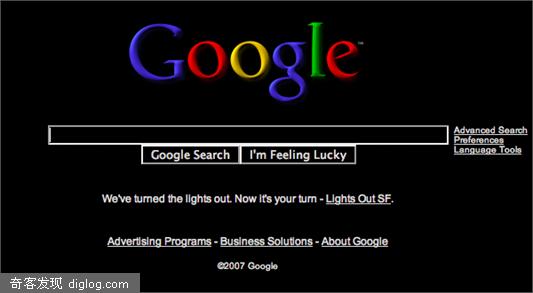 Google™
Advanced Search
Preferences
Language Tools
Google Search I'm Feeling Lucky
We've turned the lights out. Now it's your turn - Lights Out SF.
Advertising Programs - Business Solutions - About Google
©2007 Google
奇客发现 diglog.com